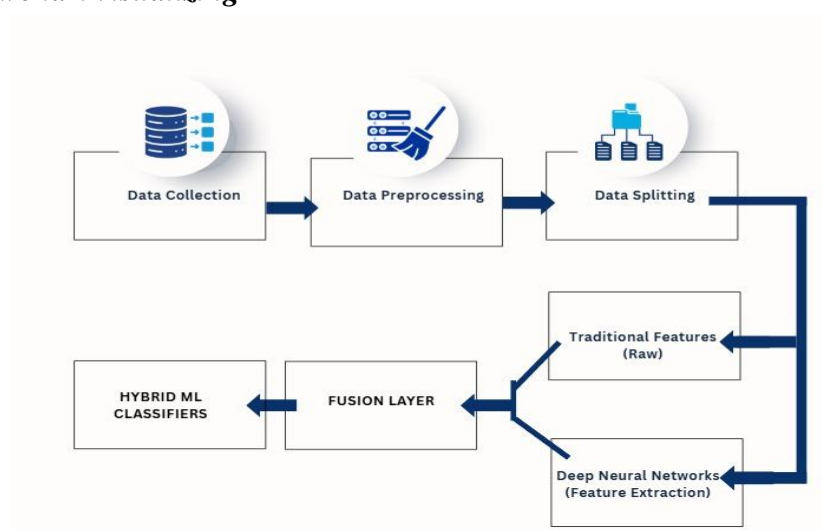 Data Collection
Data Preprocessing
Data Splitting
Traditional Features
(Raw)
HYBRID ML
CLASSIFIERS
FUSION LAYER
Deep Neural Networks
(Feature Extraction)